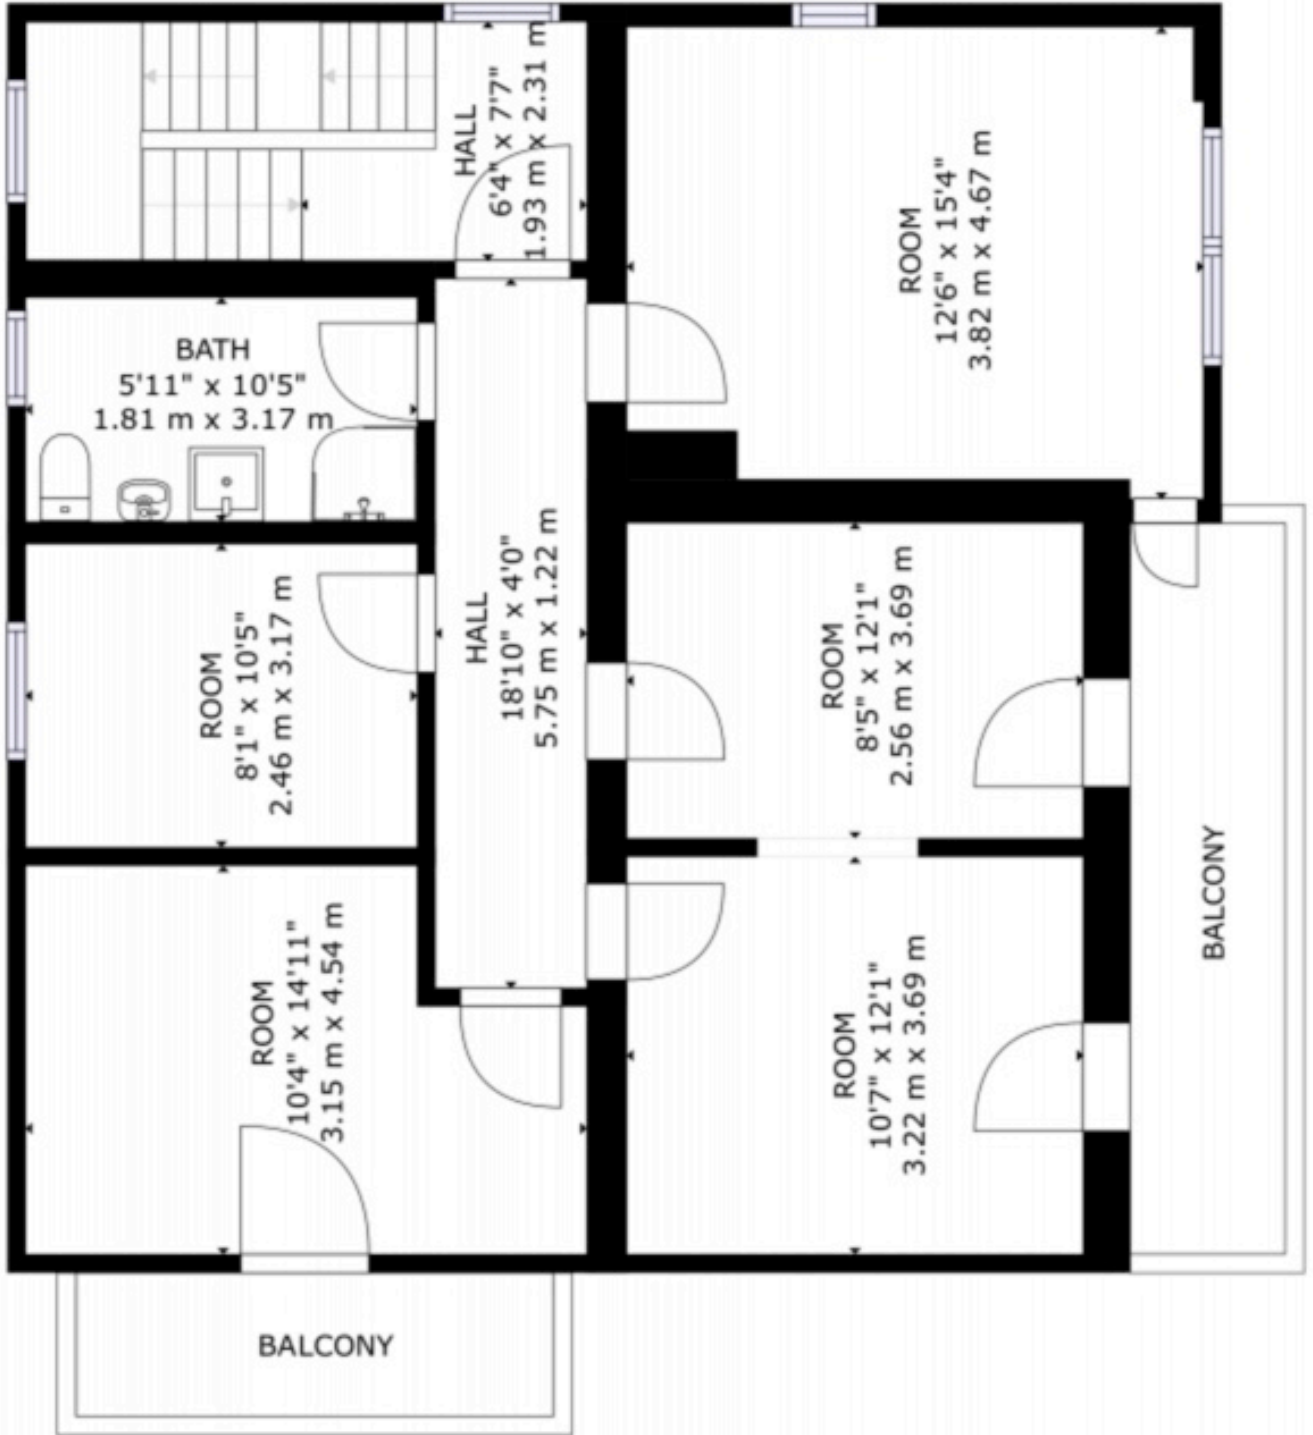 HALL
6'4" x 7'7"
1.93 m x 2.31 m
ROOM
12'6" x 15'4"
3.82 m x 4.67 m
BATH
5'11" x 10'5"
1.81 m x 3.17 m
HALL
18'10" x 4'0"
5.75 m x 1.22 m
ROOM
8'1" x 10'5"
2.46 m x 3.17 m
ROOM
8'5" x 12'1"
2.56 m x 3.69 m
BALCONY
ROOM
10'4" x 14'11"
3.15 m x 4.54 m
ROOM
10'7" x 12'1"
3.22 m x 3.69 m
BALCONY